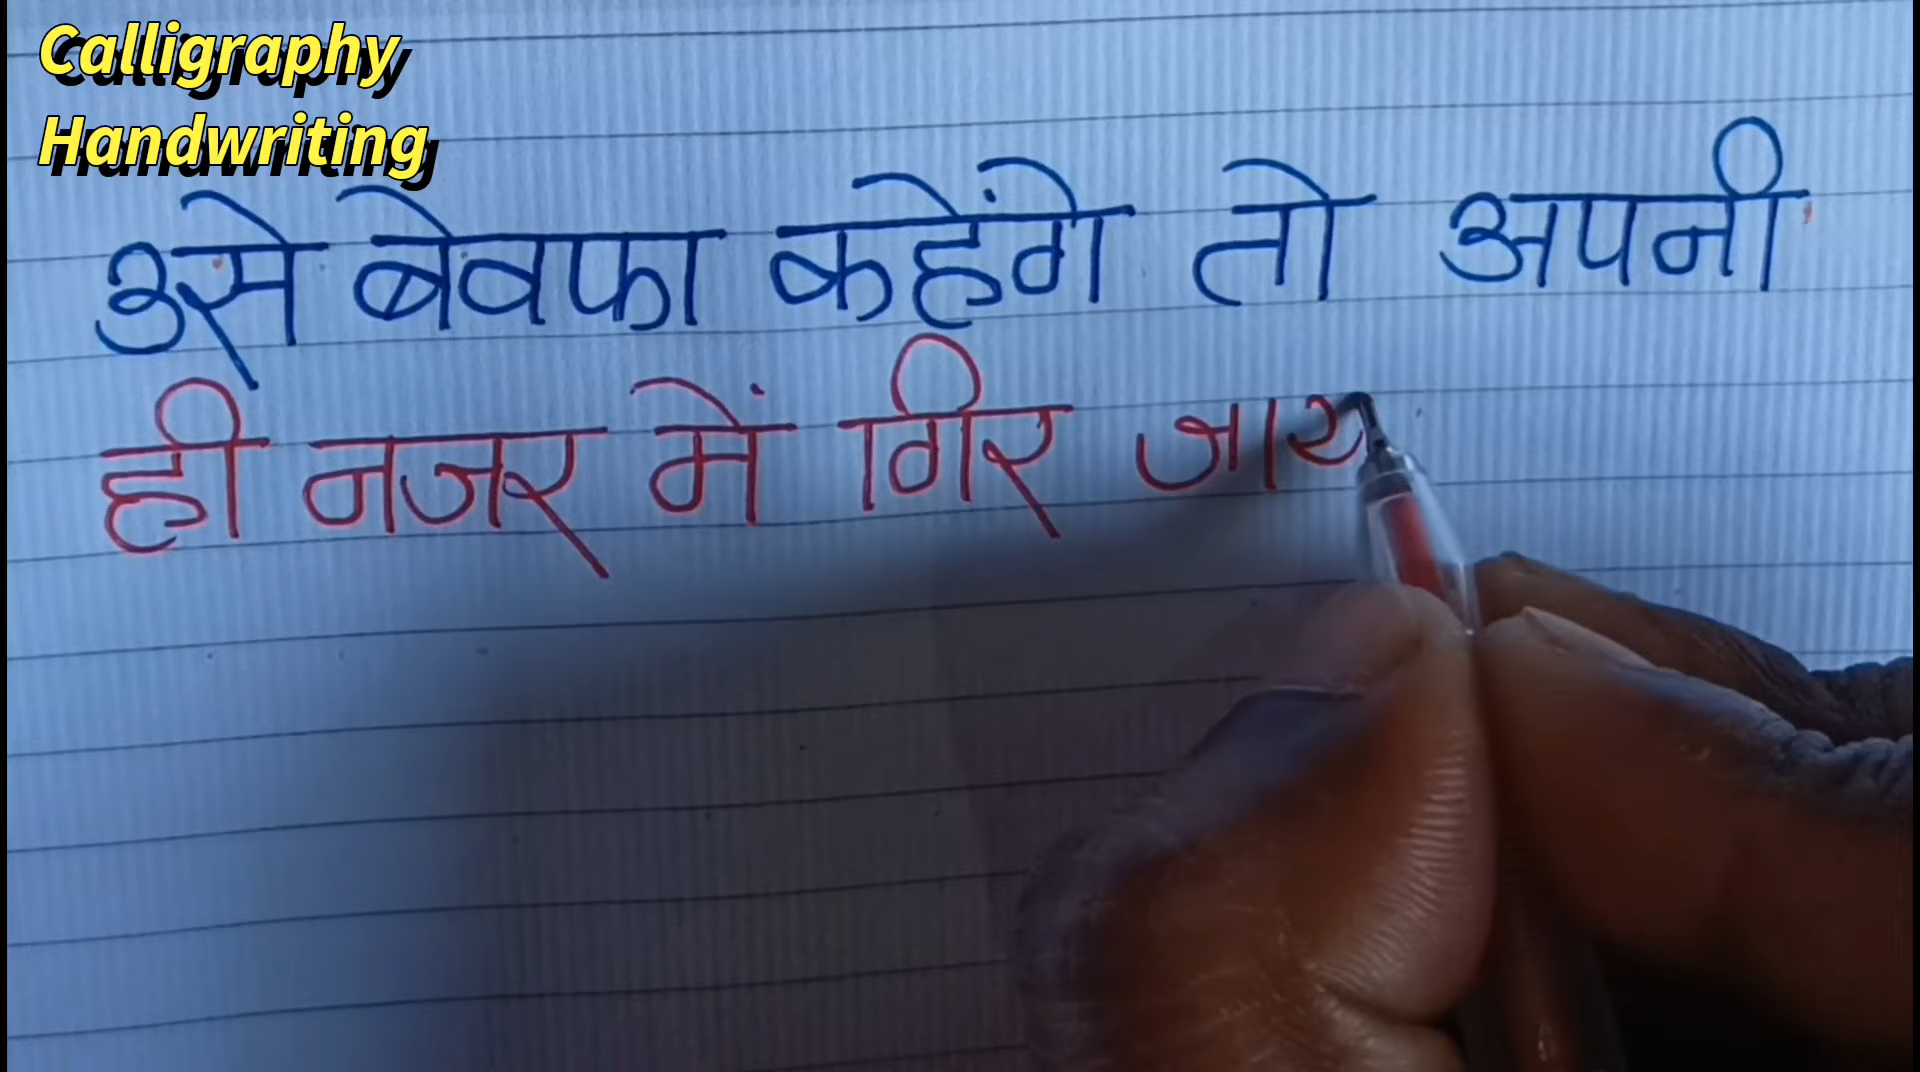 Calligraphy
Handwriting
उसे बेवफा कहेंगे तो अपनी
ही नजर में गिर जाय